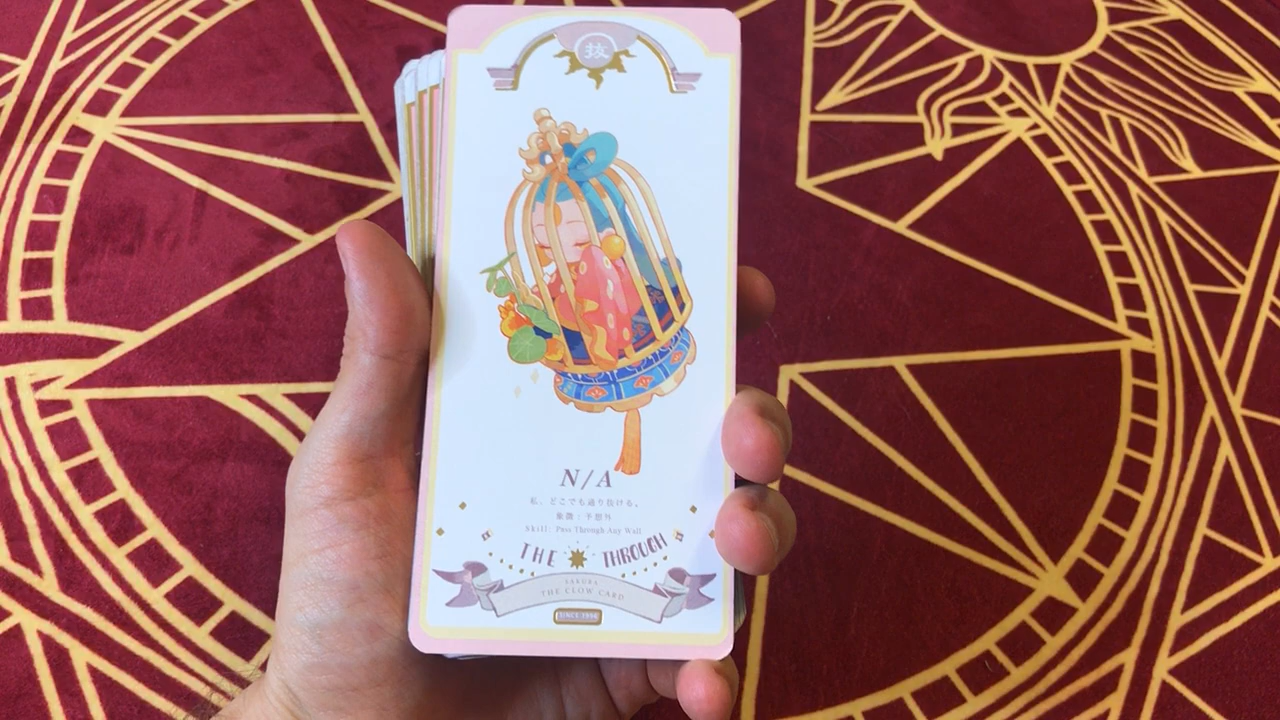 抜
N/A
私、どこでも通り抜ける。
象徴：予想外
Skill: Pass Through Any Wall
THE THROUGH
SAKURA
THE CLOW CARD
SINCE 1996